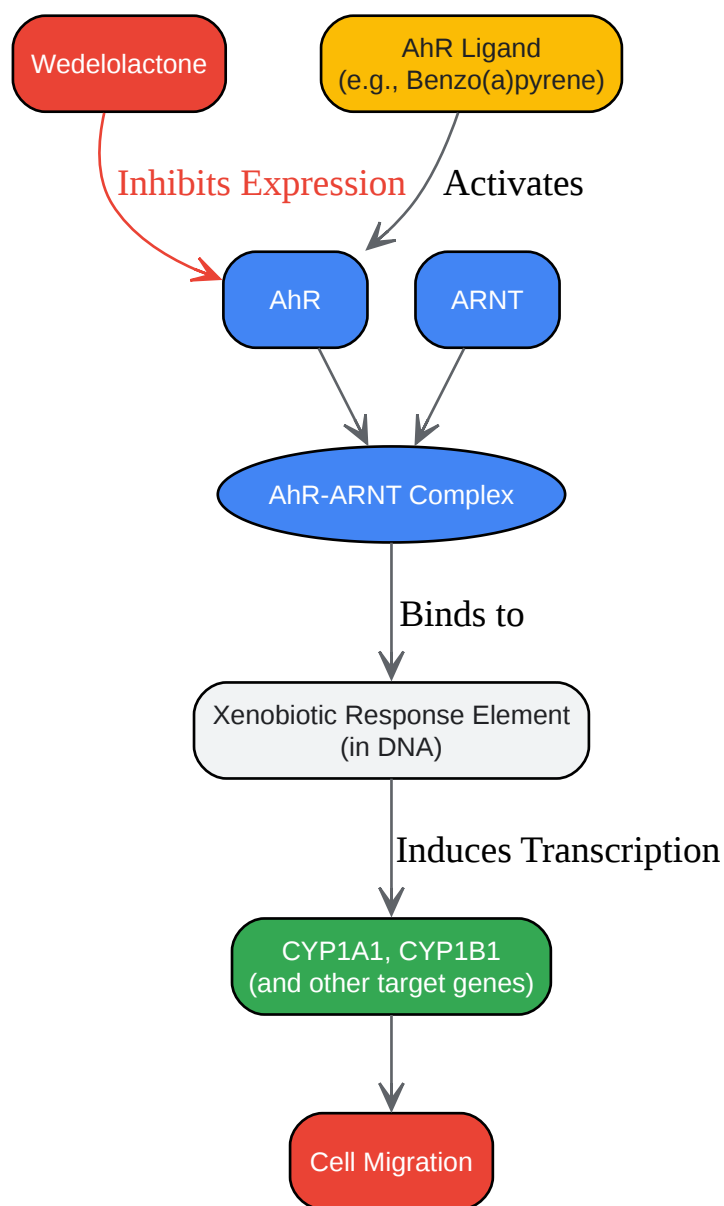 Wedelolactone
AhR Ligand
(e.g., Benzo(a)pyrene)
Inhibits Expression
Activates
AhR
ARNT
AhR-ARNT Complex
Binds to
Xenobiotic Response Element
(in DNA)
Induces Transcription
CYP1A1, CYP1B1
(and other target genes)
Cell Migration